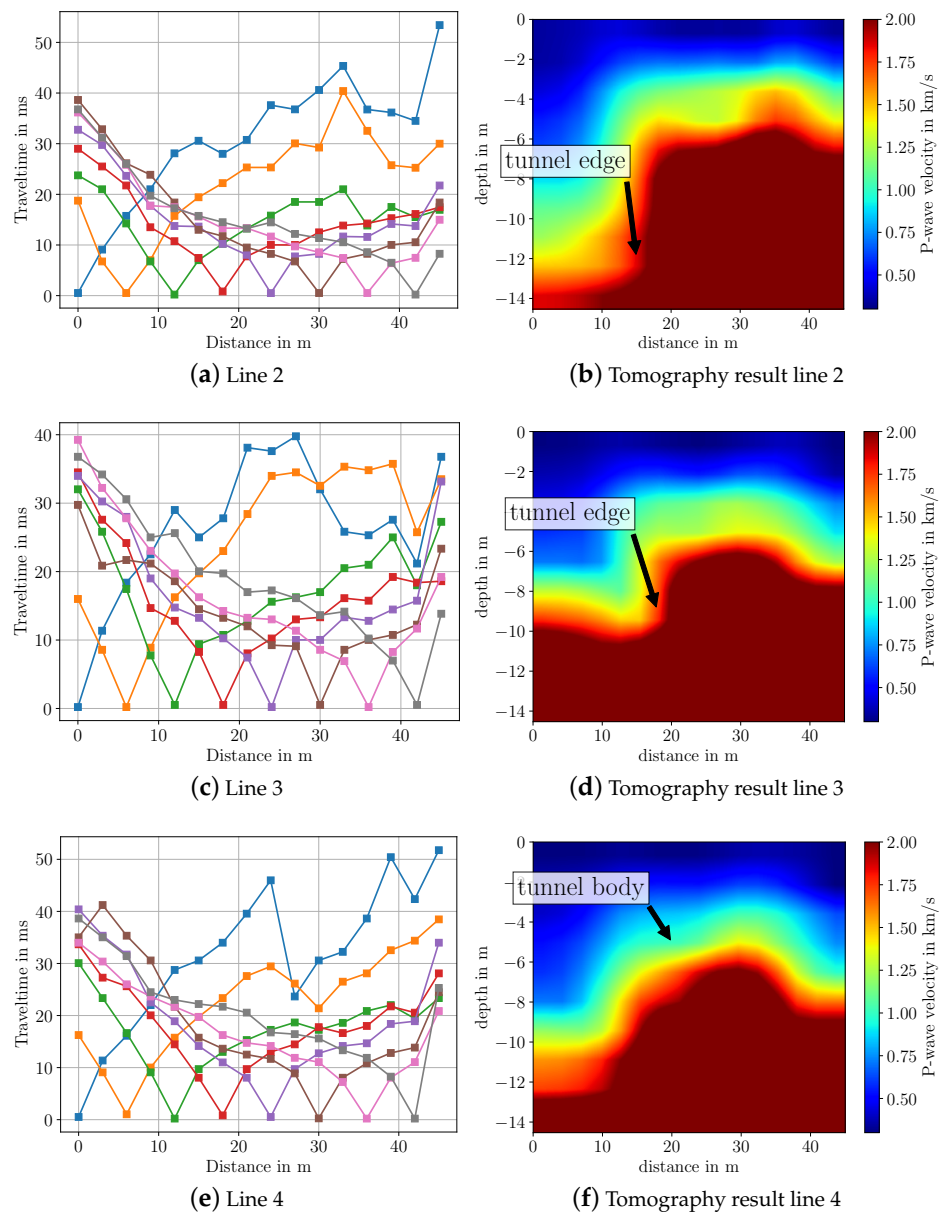 50
40
30
20
10
0
Traveltime in ms
0 10 20 30 40
Distance in m
(a) Line 2
0
−2
−4
−6
−8
−10
−12
−14
depth in m
tunnel edge
0 10 20 30 40
distance in m
2.00
1.75
1.50
1.25
1.00
0.75
0.50
P-wave velocity in km/s
(b) Tomography result line 2
40
30
20
10
0
Traveltime in ms
0 10 20 30 40
Distance in m
(c) Line 3
0
−2
−4
−6
−8
−10
−12
−14
depth in m
tunnel edge
0 10 20 30 40
distance in m
2.00
1.75
1.50
1.25
1.00
0.75
0.50
P-wave velocity in km/s
(d) Tomography result line 3
50
40
30
20
10
0
Traveltime in ms
0 10 20 30 40
Distance in m
(e) Line 4
0
−2
−4
−6
−8
−10
−12
−14
depth in m
tunnel body
0 10 20 30 40
distance in m
2.00
1.75
1.50
1.25
1.00
0.75
0.50
P-wave velocity in km/s
(f) Tomography result line 4